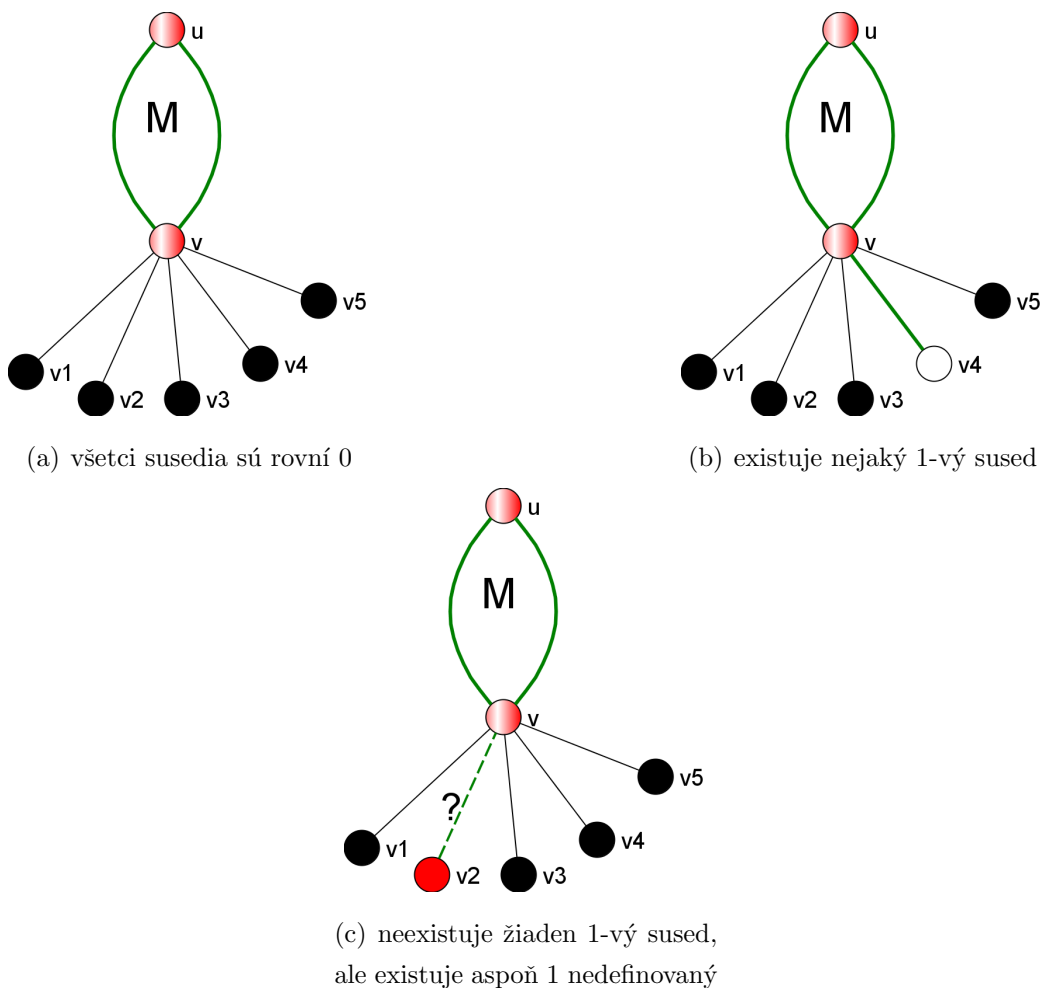 u
M
v
v5
v1
v4
v2
v3
(a) všetci susedia sú rovní 0
u
M
v
v5
v1
v4
v2
v3
(b) existuje nejaký 1-vý sused
u
M
v
v5
?
v1
v4
v2
v3
(c) neexistuje žiaden 1-vý sused,
ale existuje aspoň 1 nedefinovaný